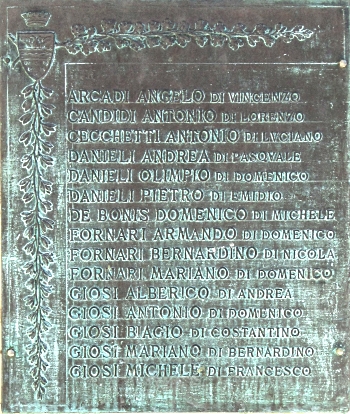 ARCADI ANGELO DI VINCENZO
CANDIDI ANTONIO DI LORENZO
CECCHETTI ANTONIO DI LUCIANO
DANIELI ANDREA DI PASQUALE
DANIELI OLIMPIO DI DOMENICO
DANIELI PIETRO DI EMIDIO
DE BONIS DOMENICO DI MICHELE
FORNARI ARMANDO DI DOMENICO
FORNARI BERNARDINO DI NICOLA
FORNARI MARIANO DI DOMENICO
GIOSI ALBERICO DI ANDREA
GIOSI ANTONIO DI DOMENICO
GIOSI BIAGIO DI COSTANTINO
GIOSI MARIANO DI BERNARDINO
GIOSI MICHELE DI FRANCESCO